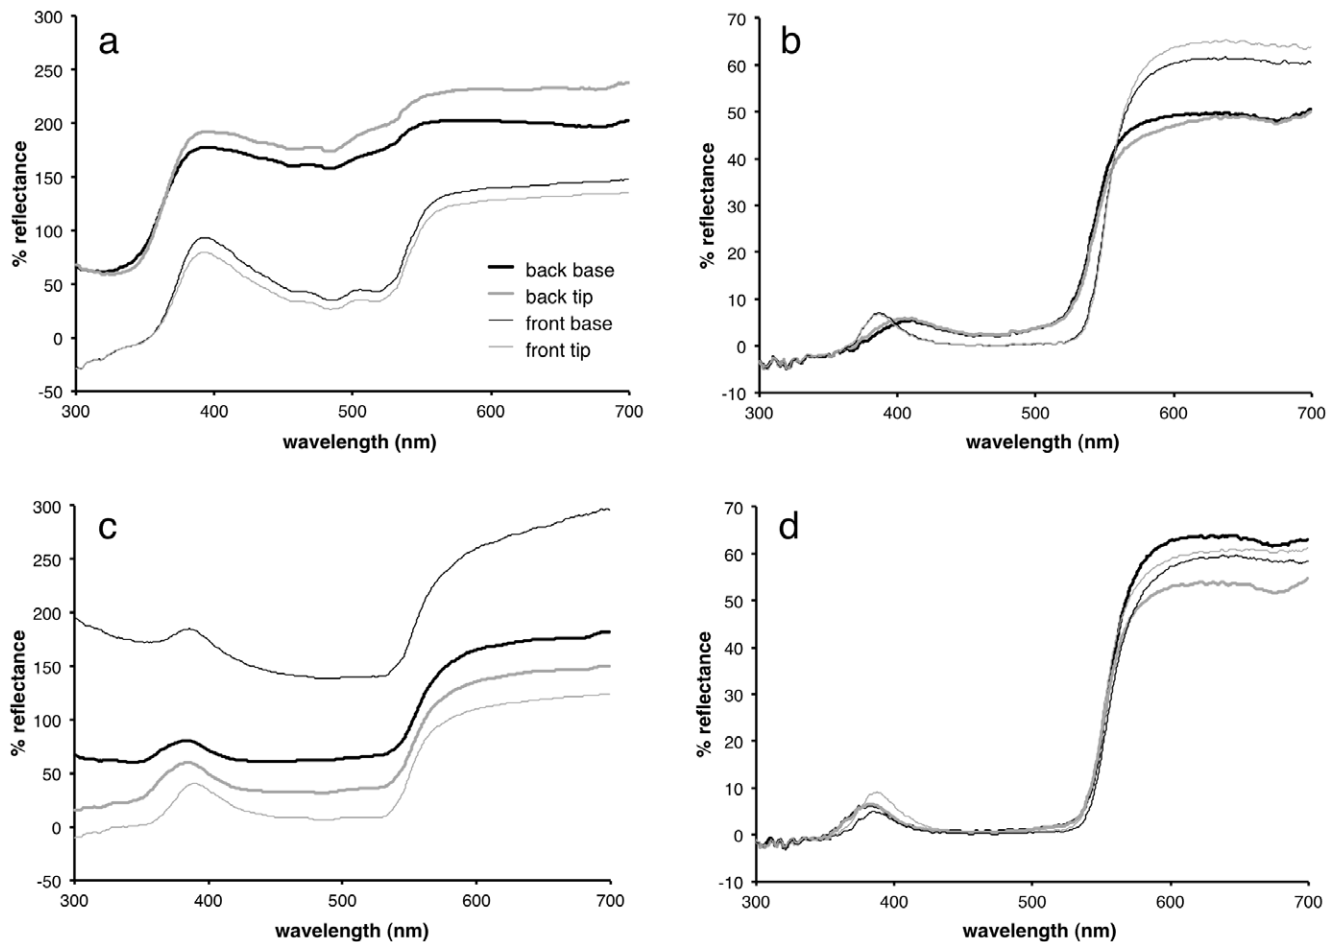 a
300
250
200
150
100
50
0
-50
% reflectance
300 400 500 600 700
wavelength (nm)
back base
back tip
front base
front tip
b
70
60
50
40
30
20
10
0
-10
% reflectance
300 400 500 600 700
wavelength (nm)
c
300
250
200
150
100
50
0
-50
% reflectance
300 400 500 600 700
wavelength (nm)
d
70
60
50
40
30
20
10
0
-10
% reflectance
300 400 500 600 700
wavelength (nm)